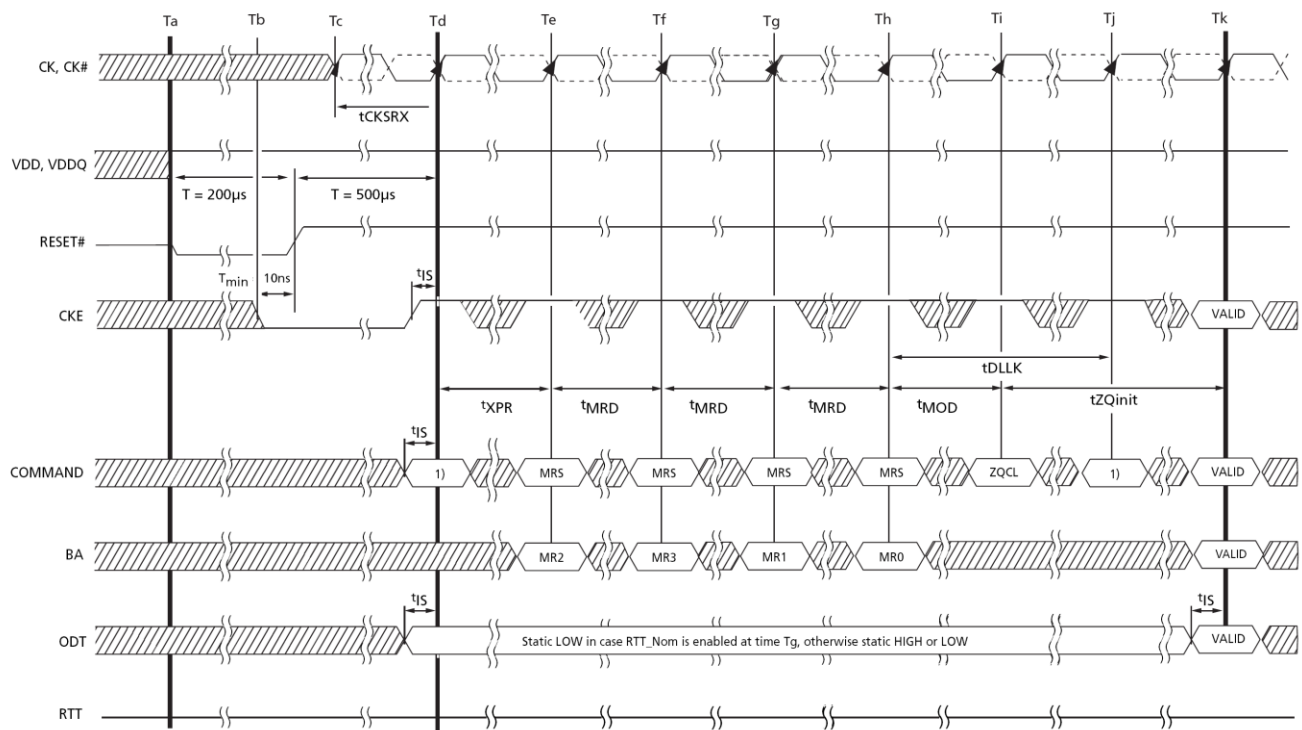 Ta Tb Tc Td Te Tf Tg Th Ti Tj Tk
CK, CK#
tCKSRX
VDD, VDDQ
T = 200µs T = 500µs
RESET#
Tmin 10ns tIS
CKE VALID
tDLLK
tXPR tMRD tMRD tMRD tMOD tZQinit
tIS
COMMAND 1) MRS MRS MRS MRS ZQCL 1) VALID
BA MR2 MR3 MR1 MR0 VALID
tIS tIS
ODT Static LOW in case RTT_Nom is enabled at time Tg, otherwise static HIGH or LOW VALID
RTT